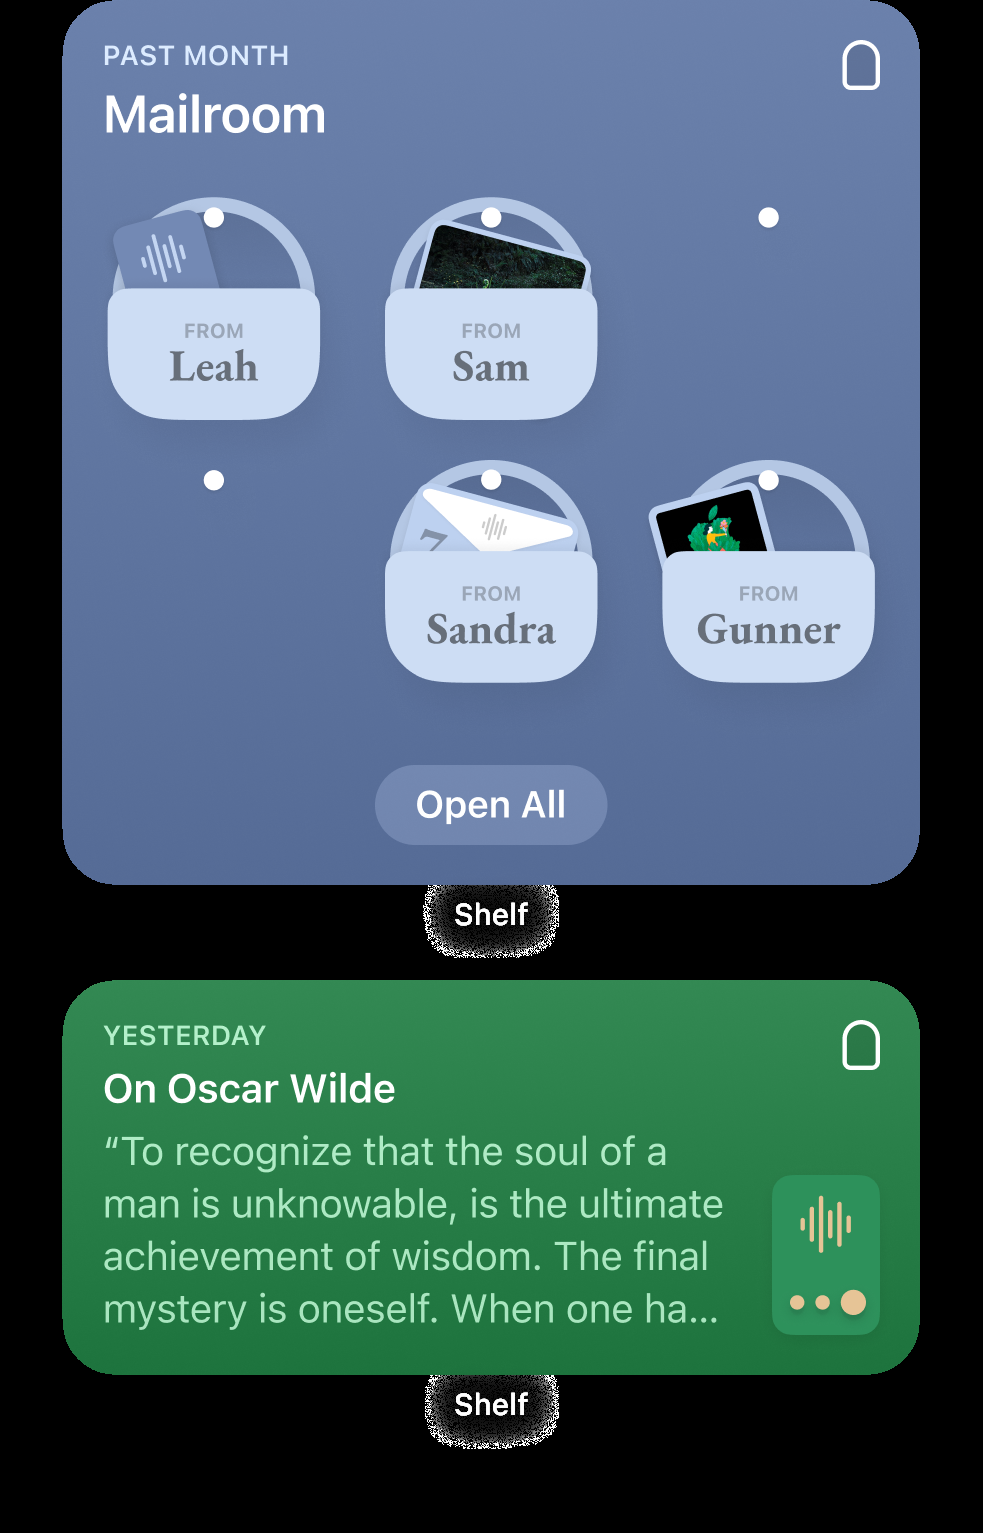 PAST MONTH
Mailroom
FROM
Leah
FROM
Sam
7
FROM
Sandra
FROM
Gunner
Open All
Shelf
YESTERDAY
On Oscar Wilde
“To recognize that the soul of a
man is unknowable, is the ultimate
achievement of wisdom. The final
mystery is oneself. When one ha...
Shelf